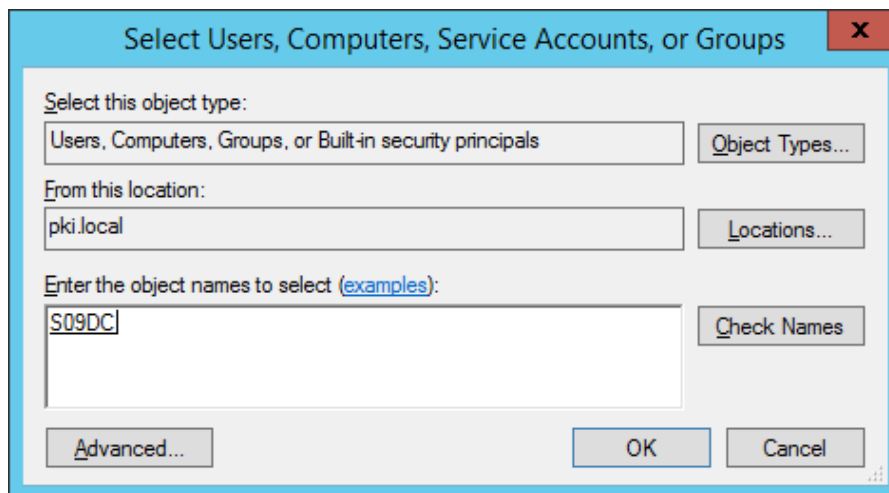 Select Users, Computers, Service Accounts, or Groups
x
Select this object type:
Users, Computers, Groups, or Built-in security principals
Object Types...
From this location:
pki.local
Locations...
Enter the object names to select (examples):
S09DC
Check Names
Advanced...
OK
Cancel